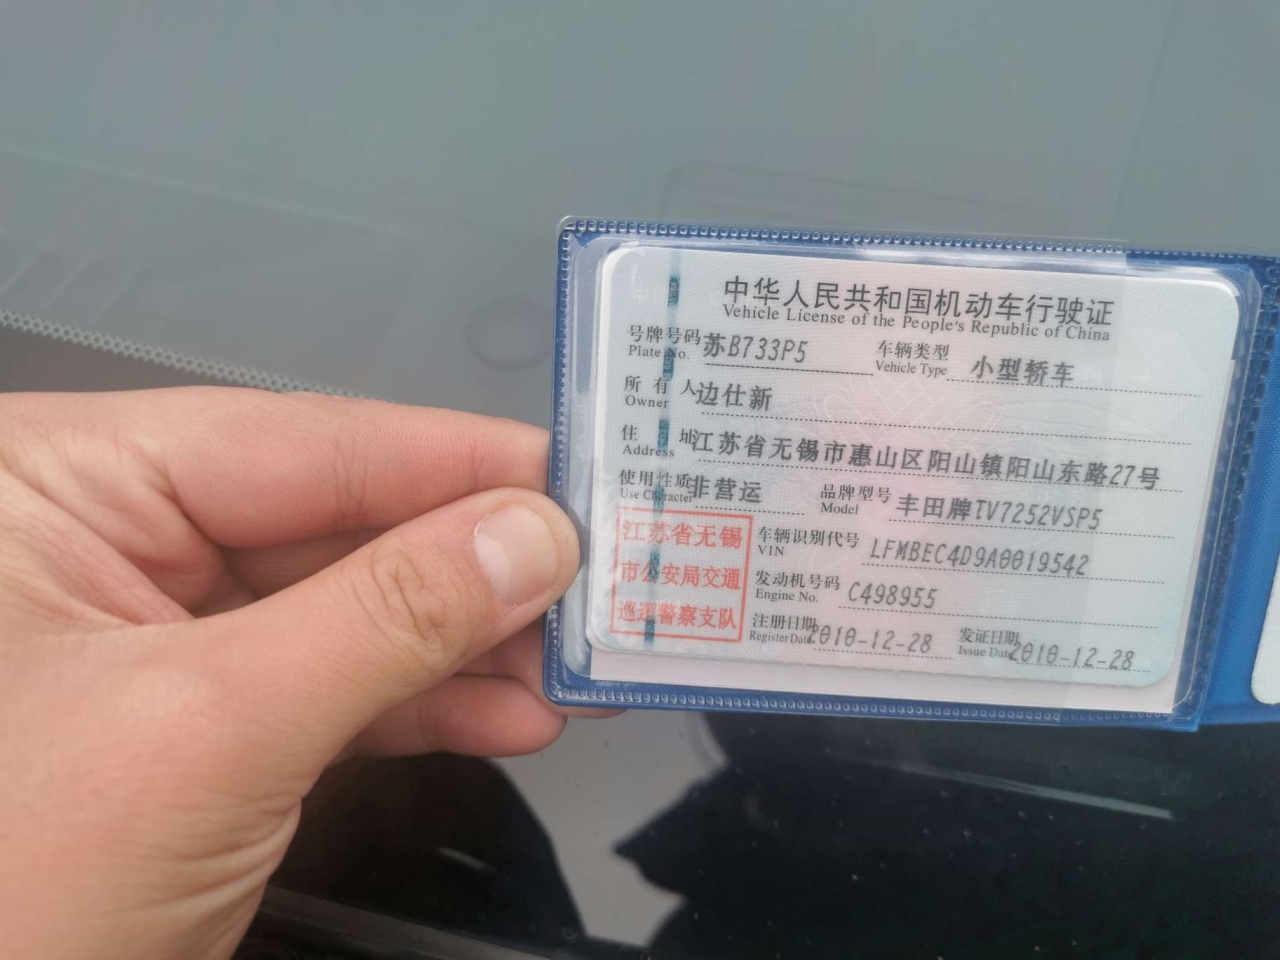 中华人民共和国机动车行驶证
Vehicle License of the People's Republic of China
号牌号码 苏B733P5 车辆类型 小型轿车
Plate No. Vehicle Type
所有人 边仕新
Owner
住址 江苏省无锡市惠山区阳山镇阳山东路27号
Address
使用性质 非营运 品牌型号 丰田牌TV7252VSP5
Use Character Model
江苏省无锡
市公安局交通
巡逻警察支队
车辆识别代号 LFMBEC4D9A0019542
VIN
发动机号码 C498955
Engine No.
注册日期 2010-12-28 发证日期 2010-12-28
Register Date Issue Date